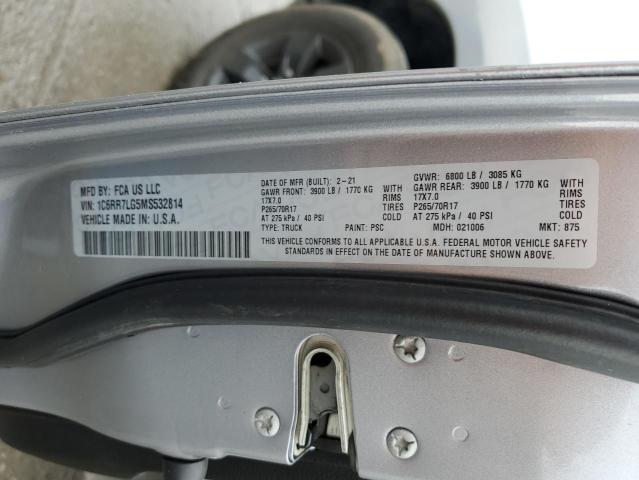 MFD BY: FCA US LLC
VIN: 1C6RR7LG5MS532814
VEHICLE MADE IN U.S.A.
DATE OF MFR (BUILT): 2-21 GVWR: 6800 LB / 3085 KG
GAWR FRONT: 3900 LB / 1770 KG WITH GAWR REAR: 3900 LB / 1770 KG WITH
17X7.0 RIMS 17X7.0 RIMS
P265/70R17 TIRES P265/70R17 TIRES
AT 275 kPa / 40 PSI COLD AT 275 kPa / 40 PSI COLD
TYPE: TRUCK PAINT: PSC MDH: 021006 MKT: 875
THIS VEHICLE CONFORMS TO ALL APPLICABLE U.S.A. FEDERAL MOTOR VEHICLE SAFETY
STANDARDS IN EFFECT ON THE DATE OF MANUFACTURE SHOWN ABOVE.